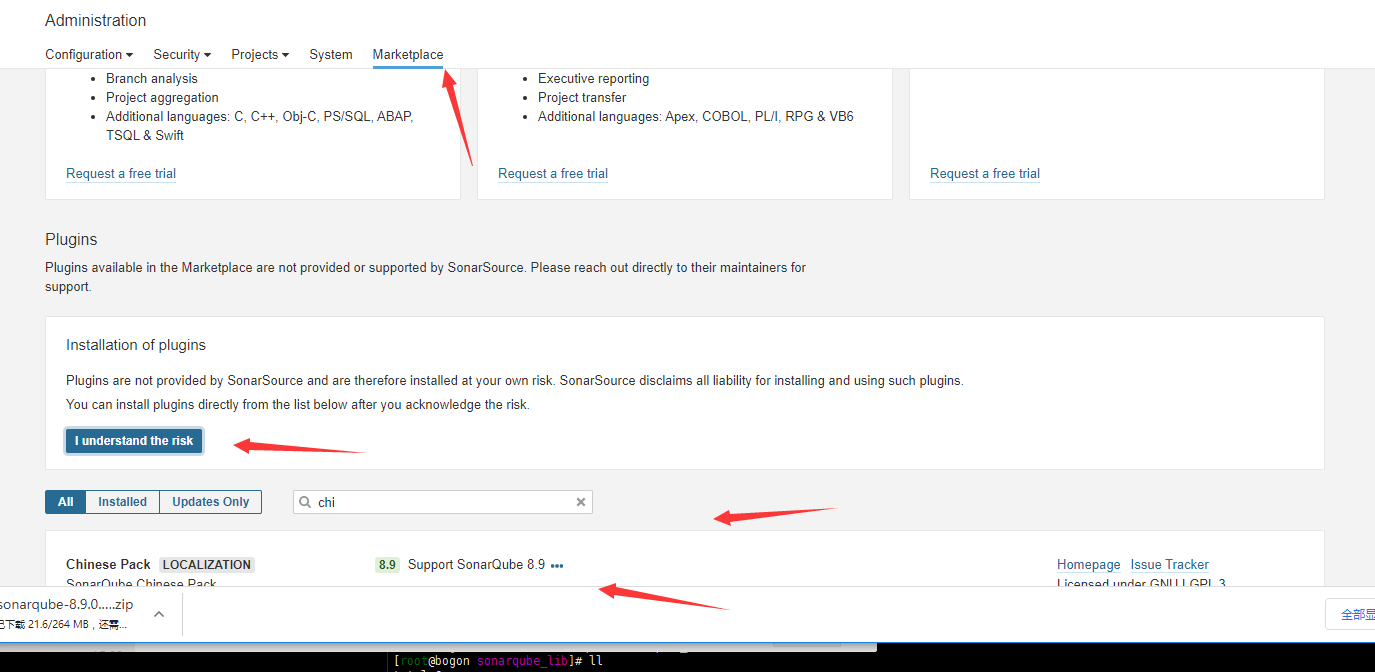 Administration
Configuration Security Projects System Marketplace
Branch analysis
Project aggregation
Additional languages: C, C++, Obj-C, PS/SQL, ABAP,
TSQL & Swift
Request a free trial
Executive reporting
Project transfer
Additional languages: Apex, COBOL, PL/I, RPG & VB6
Request a free trial
Request a free trial
Plugins
Plugins available in the Marketplace are not provided or supported by SonarSource. Please reach out directly to their maintainers for
support.
Installation of plugins
Plugins are not provided by SonarSource and are therefore installed at your own risk. SonarSource disclaims all liability for installing and using such plugins.
You can install plugins directly from the list below after you acknowledge the risk.
I understand the risk
All Installed Updates Only chi
Chinese Pack LOCALIZATION 8.9 Support SonarQube 8.9 ••• Homepage Issue Tracker
SonarQube Chinese Pack Licensed under GNU LGPL 3
sonarqube-8.9.0.....zip
已下载 21.6/264 MB，还需...
全部显
[root@bogon sonarqube_lib]# ll